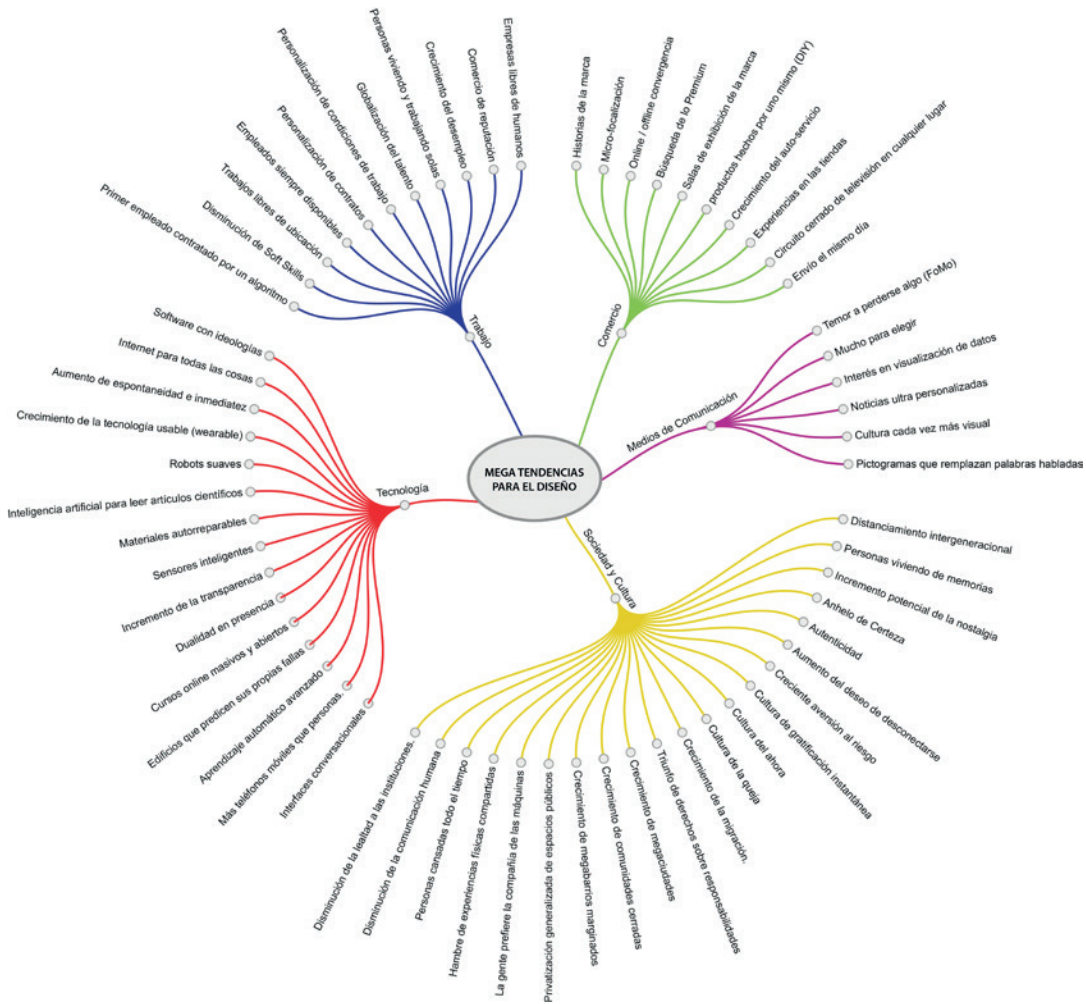 MEGA TENDENCIAS
PARA EL DISEÑO
Trabajo
Primer empleado contratado por un algoritmo
Disminución de Soft Skills
Trabajos libres de ubicación
Empleados siempre disponibles
Personalización de contratos
Personalización de condiciones de trabajo
Globalización del talento
Personas viviendo y trabajando solas
Crecimiento del desempleo
Comercio de reputación
Empresas libres de humanos
Comercio
Historias de la marca
Micro-focalización
Online / offline convergencia
Búsqueda de lo Premium
Salas de exhibición de la marca
productos hechos por uno mismo (DIY)
Crecimiento del auto-servicio
Experiencias en las tiendas
Circuito cerrado de televisión en cualquier lugar
Envío el mismo día
Medios de Comunicación
Temor a perderse algo (FoMo)
Mucho para elegir
Interés en visualización de datos
Noticias ultra personalizadas
Cultura cada vez más visual
Pictogramas que remplazan palabras habladas
Sociedad y Cultura
Distanciamiento intergeneracional
Personas viviendo de memorias
Incremento potencial de la nostalgia
Anhelo de Certeza
Autenticidad
Aumento del deseo de desconectarse
Creciente aversión al riesgo
Cultura de gratificación instantánea
Cultura del ahora
Cultura de la queja
Crecimiento de la migración.
Triunfo de derechos sobre responsabilidades
Crecimiento de megaciudades
Crecimiento de comunidades cerradas
Crecimiento de megabarrios marginados
Privatización generalizada de espacios públicos
La gente prefiere la compañía de las máquinas
Hambre de experiencias físicas compartidas
Personas cansadas todo el tiempo
Disminución de la comunicación humana
Disminución de la lealtad a las instituciones.
Tecnología
Software con ideologías
Internet para todas las cosas
Aumento de espontaneidad e inmediatez
Crecimiento de la tecnología usable (wearable)
Robots suaves
Inteligencia artificial para leer artículos científicos
Materiales autorreparables
Sensores inteligentes
Incremento de la transparencia
Dualidad en presencia
Cursos online masivos y abiertos
Edificios que predicen sus propias fallas
Aprendizaje automático avanzado
Más teléfonos móviles que personas.
Interfaces conversacionales